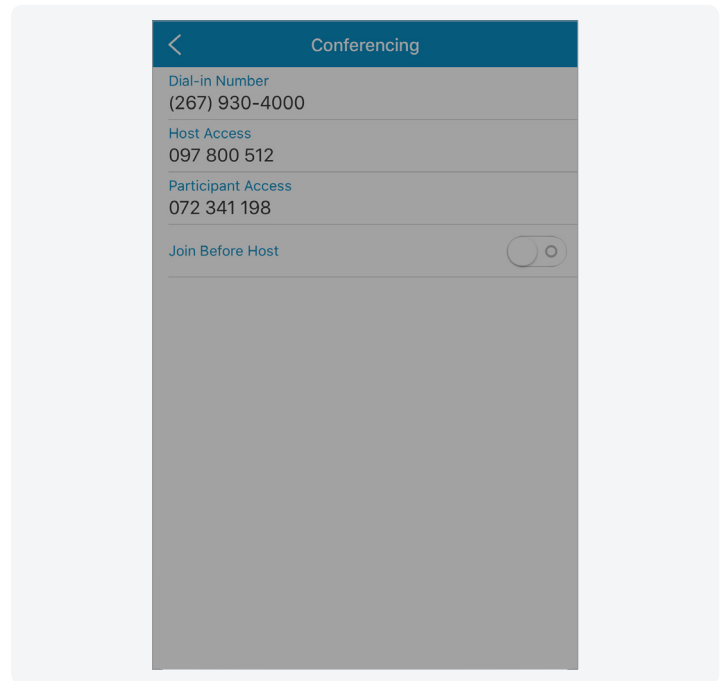 Conferencing
Dial-in Number
(267) 930-4000
Host Access
097 800 512
Participant Access
072 341 198
Join Before Host